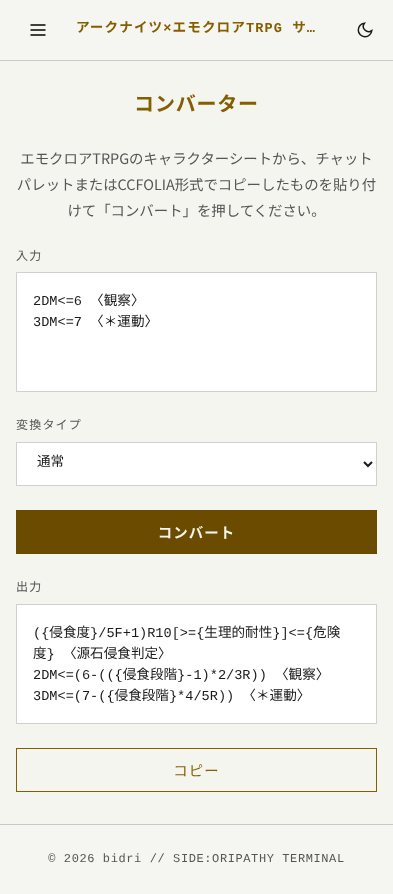 アークナイツ×エモクロアTRPG サ…
コンバーター
エモクロアTRPGのキャラクターシートから、チャット
パレットまたはCCFOLIA形式でコピーしたものを貼り付
けて「コンバート」を押してください。
入力
2DM<=6 〈観察〉
3DM<=7 〈＊運動〉
変換タイプ
通常
コンバート
出力
({侵食度}/5F+1)R10[>={生理的耐性}]<={危険
度} 〈源石侵食判定〉
2DM<=(6-(({侵食段階}-1)*2/3R)) 〈観察〉
3DM<=(7-({侵食段階}*4/5R)) 〈＊運動〉
コピー
© 2026 bidri // SIDE:ORIPATHY TERMINAL